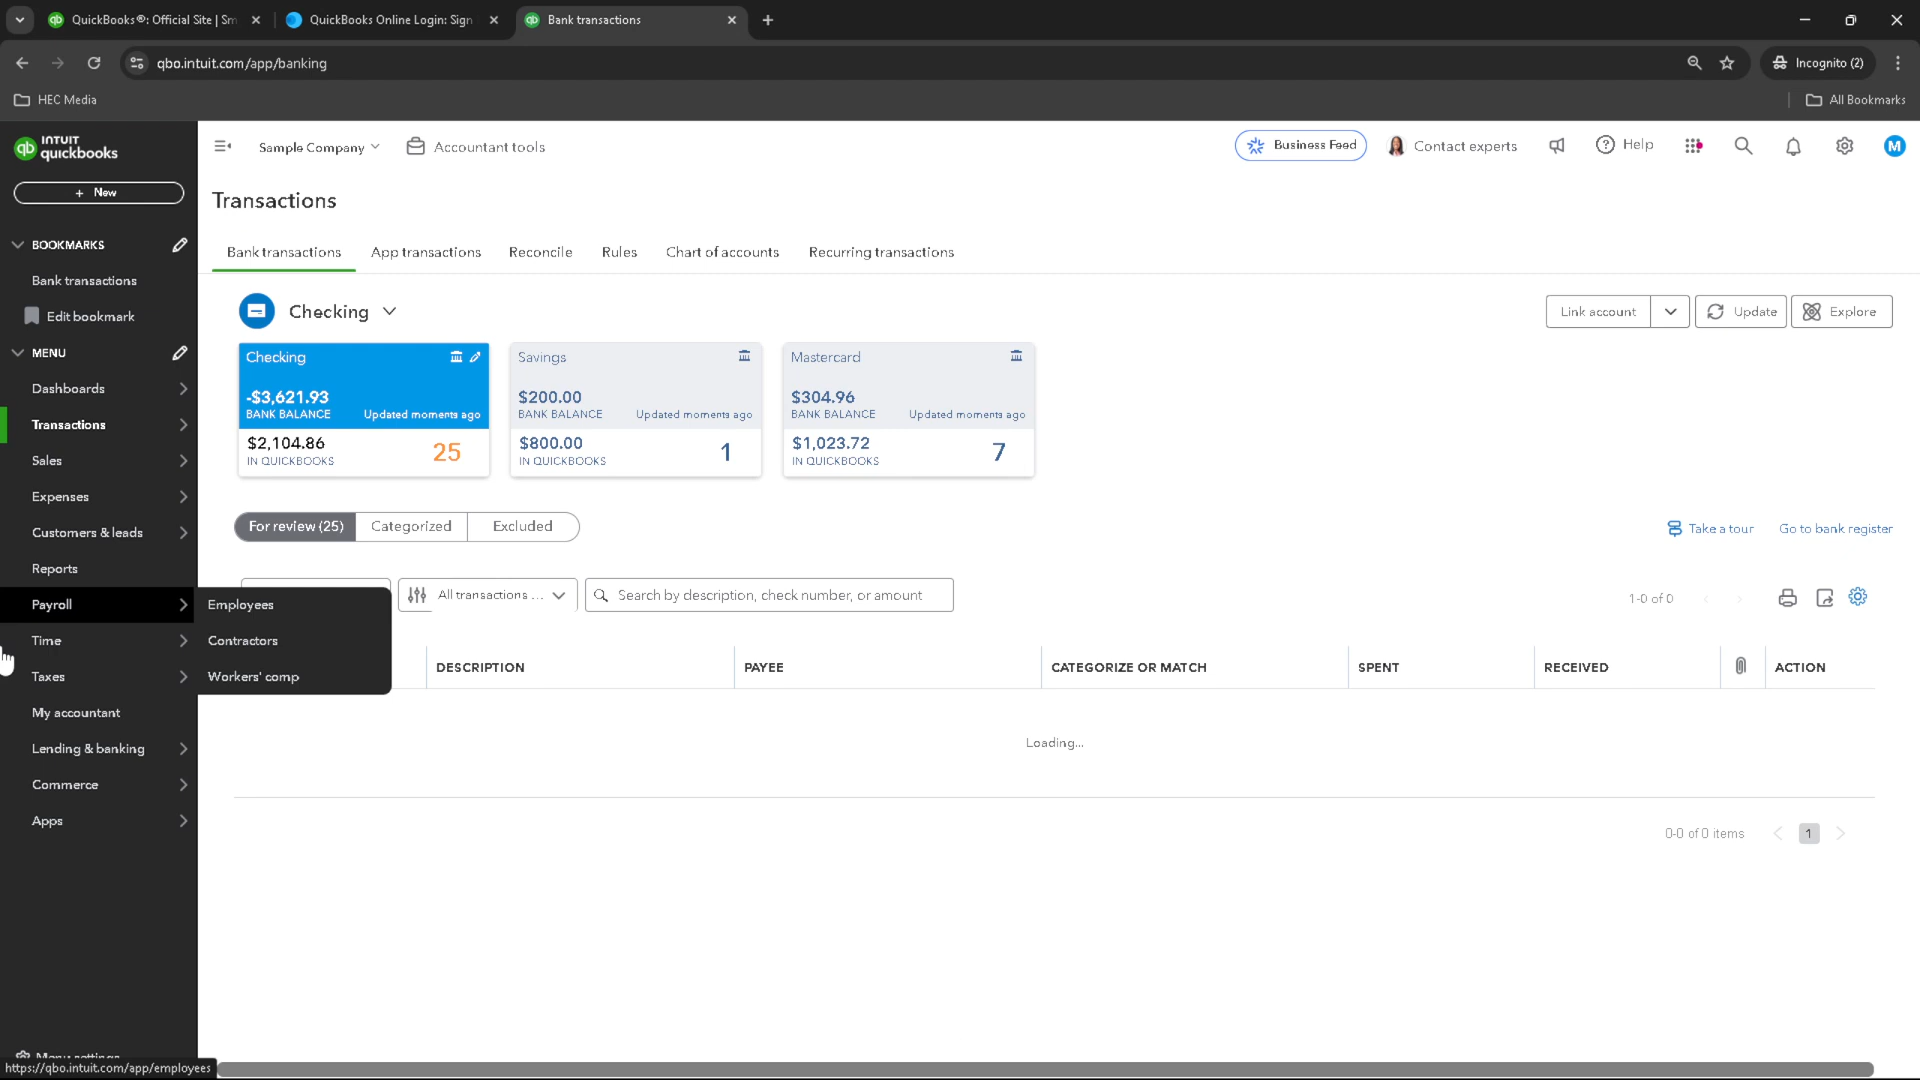 QuickBooks®: Official Site | Sm
QuickBooks Online Login: Sign
Bank transactions
qbo.intuit.com/app/banking
Incognito (2)
HEC Media
All Bookmarks
INTUIT
quickbooks
qb
Sample Company
Accountant tools
Business Feed
Contact experts
Help
M
+ New
Transactions
BOOKMARKS
Bank transactions
Edit bookmark
MENU
Dashboards
Transactions
Sales
Expenses
Customers & leads
Reports
Payroll
Time
Taxes
My accountant
Lending & banking
Commerce
Apps
Employees
Contractors
Workers' comp
Bank transactions
App transactions
Reconcile
Rules
Chart of accounts
Recurring transactions
Checking
Link account
Update
Explore
Checking
-$3,621.93
BANK BALANCE
Updated moments ago
$2,104.86
IN QUICKBOOKS
25
Savings
$200.00
BANK BALANCE
Updated moments ago
$800.00
IN QUICKBOOKS
1
Mastercard
$304.96
BANK BALANCE
Updated moments ago
$1,023.72
IN QUICKBOOKS
7
For review (25)
Categorized
Excluded
Take a tour
Go to bank register
All transactions ...
Search by description, check number, or amount
1-0 of 0
DESCRIPTION
PAYEE
CATEGORIZE OR MATCH
SPENT
RECEIVED
ACTION
Loading...
0-0 of 0 items
1
Menu settings
https://qbo.intuit.com/app/employees